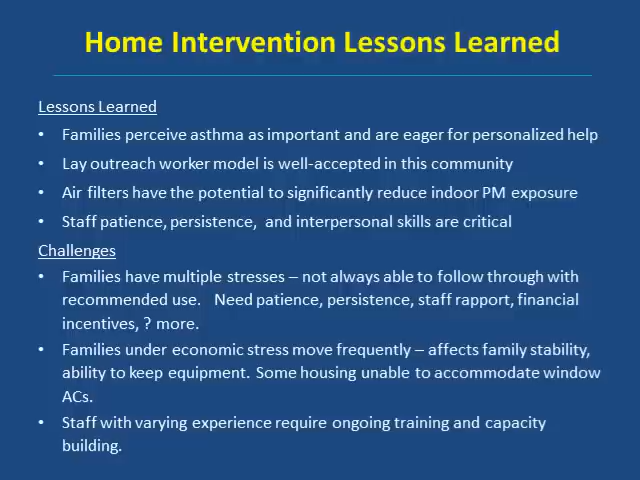 Home Intervention Lessons Learned
Lessons Learned
• Families perceive asthma as important and are eager for personalized help
• Lay outreach worker model is well-accepted in this community
• Air filters have the potential to significantly reduce indoor PM exposure
• Staff patience, persistence,  and interpersonal skills are critical
Challenges
• Families have multiple stresses – not always able to follow through with
recommended use.   Need patience, persistence, staff rapport, financial
incentives, ? more.
• Families under economic stress move frequently – affects family stability,
ability to keep equipment.  Some housing unable to accommodate window
ACs.
• Staff with varying experience require ongoing training and capacity
building.